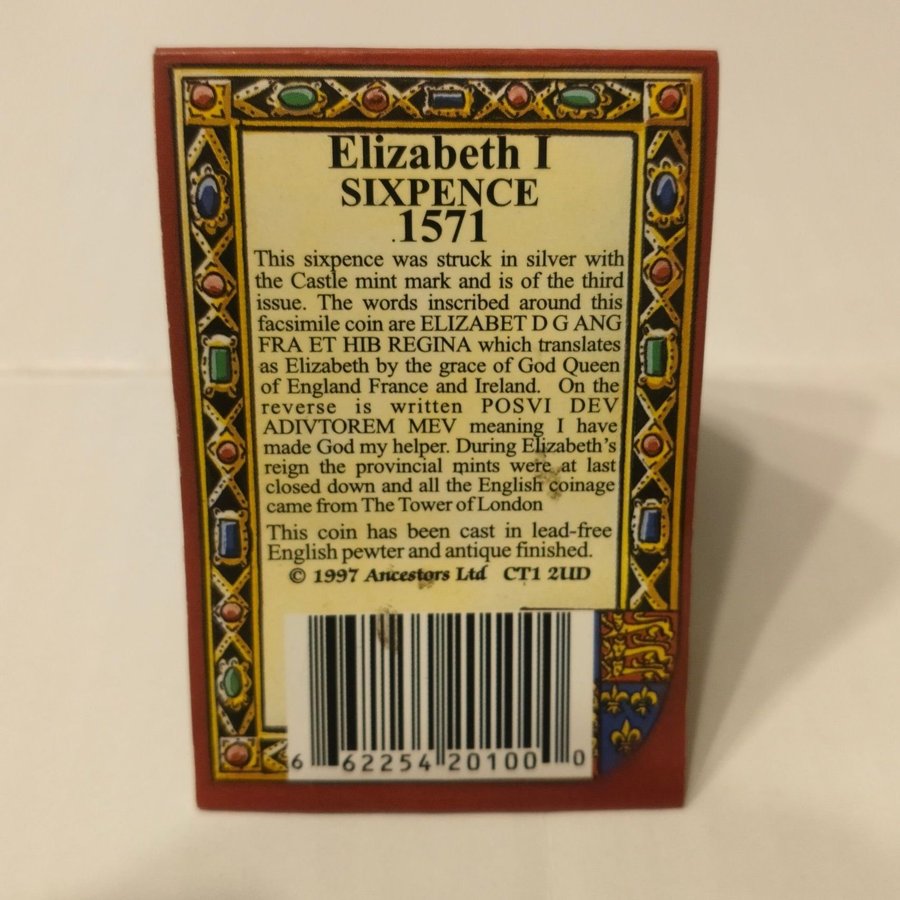 Elizabeth I
SIXPENCE
1571
This sixpence was struck in silver with
the Castle mint mark and is of the third
issue. The words inscribed around this
facsimile coin are ELIZABET D G ANG
FRA ET HIB REGINA which translates
as Elizabeth by the grace of God Queen
of England France and Ireland. On the
reverse is written POSVI DEV
ADIVTOREM MEV meaning I have
made God my helper. During Elizabeth's
reign the provincial mints were at last
closed down and all the English coinage
came from The Tower of London
This coin has been cast in lead-free
English pewter and antique finished.
© 1997 Ancestors Ltd CT1 2UD
6 62254 20100 0